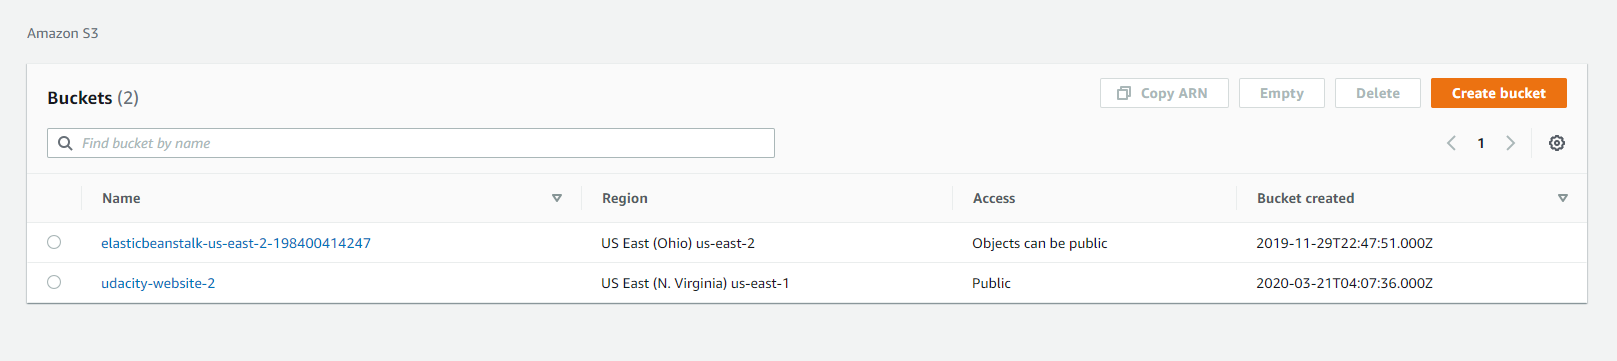 Amazon S3
Buckets (2)
Copy ARN Empty Delete Create bucket
Find bucket by name
1
Name Region Access Bucket created
elasticbeanstalk-us-east-2-198400414247 US East (Ohio) us-east-2 Objects can be public 2019-11-29T22:47:51.000Z
udacity-website-2 US East (N. Virginia) us-east-1 Public 2020-03-21T04:07:36.000Z